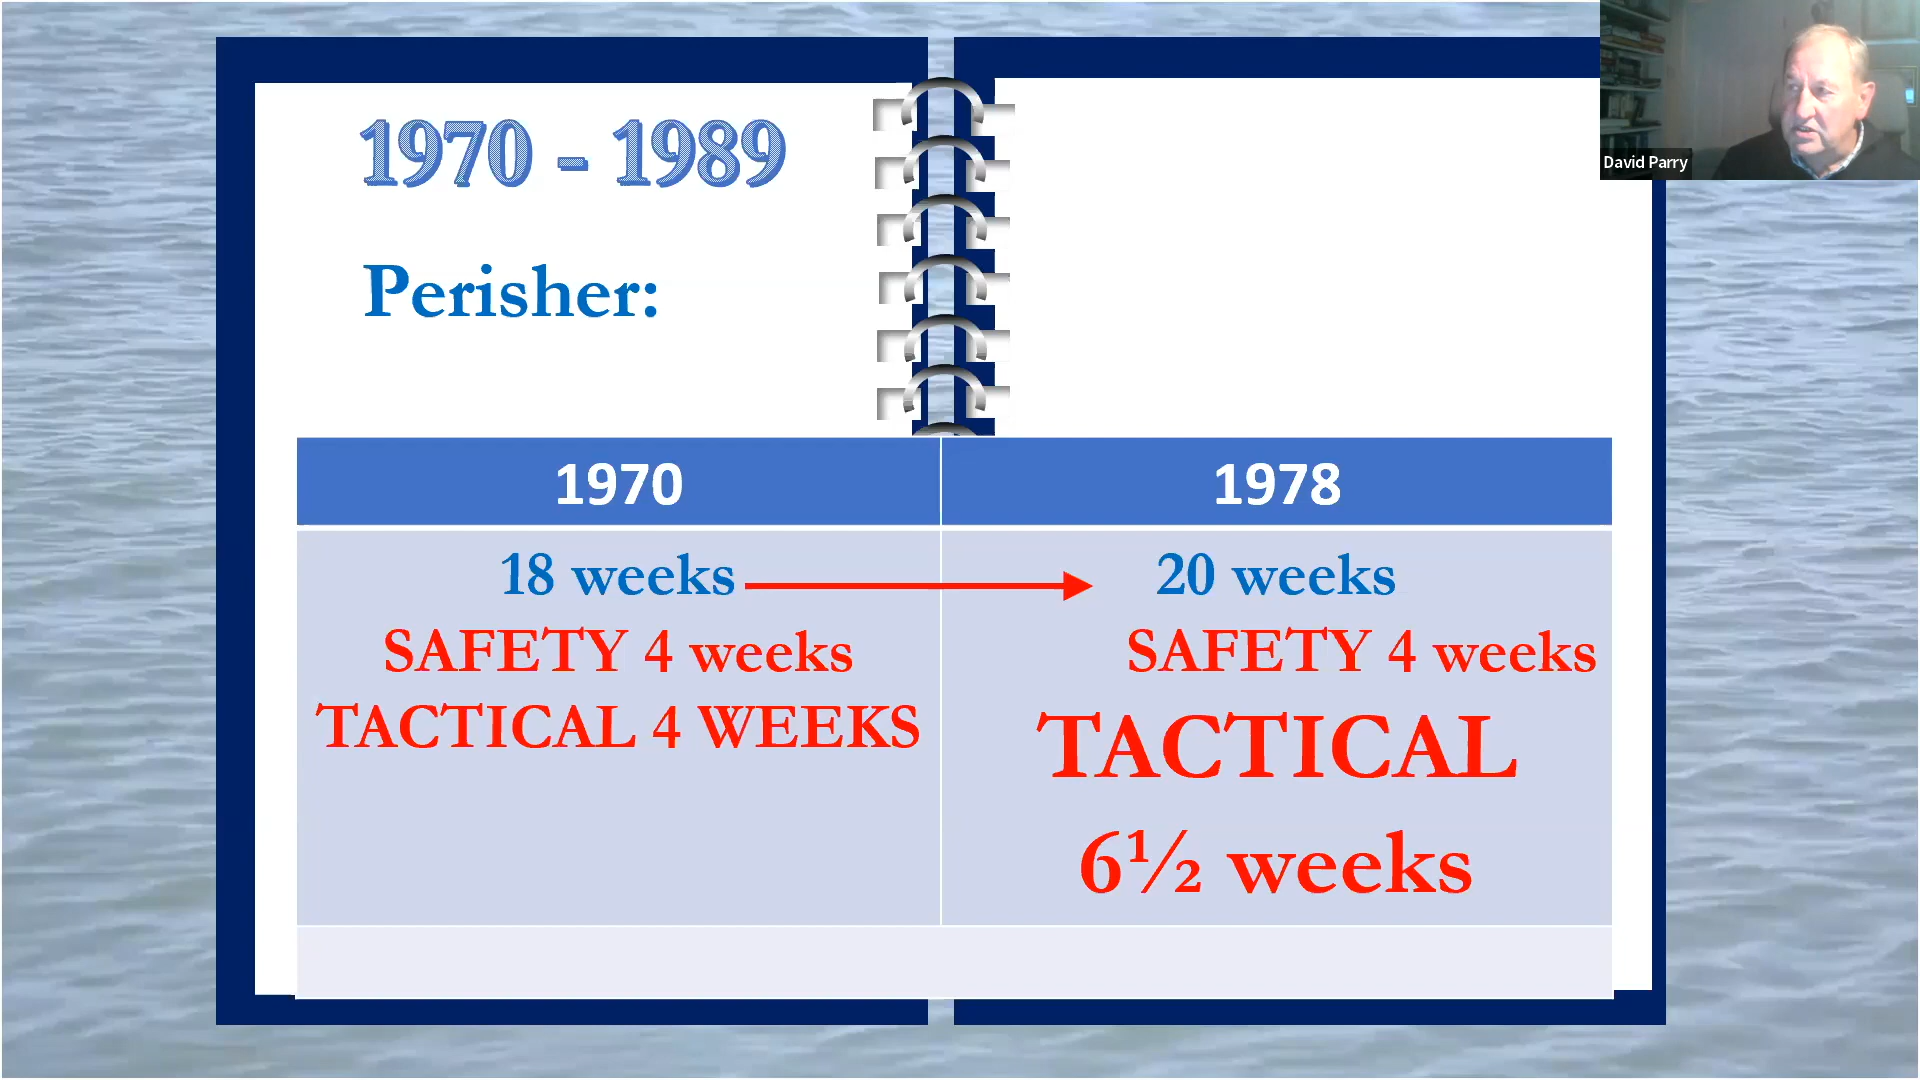 1970 - 1989
Perisher:
David Parry
1970
1978
18 weeks
20 weeks
SAFETY 4 weeks
SAFETY 4 weeks
TACTICAL 4 WEEKS
TACTICAL
6½ weeks